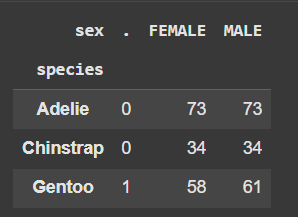 sex . FEMALE MALE
species
Adelie 0 73 73
Chinstrap 0 34 34
Gentoo 1 58 61